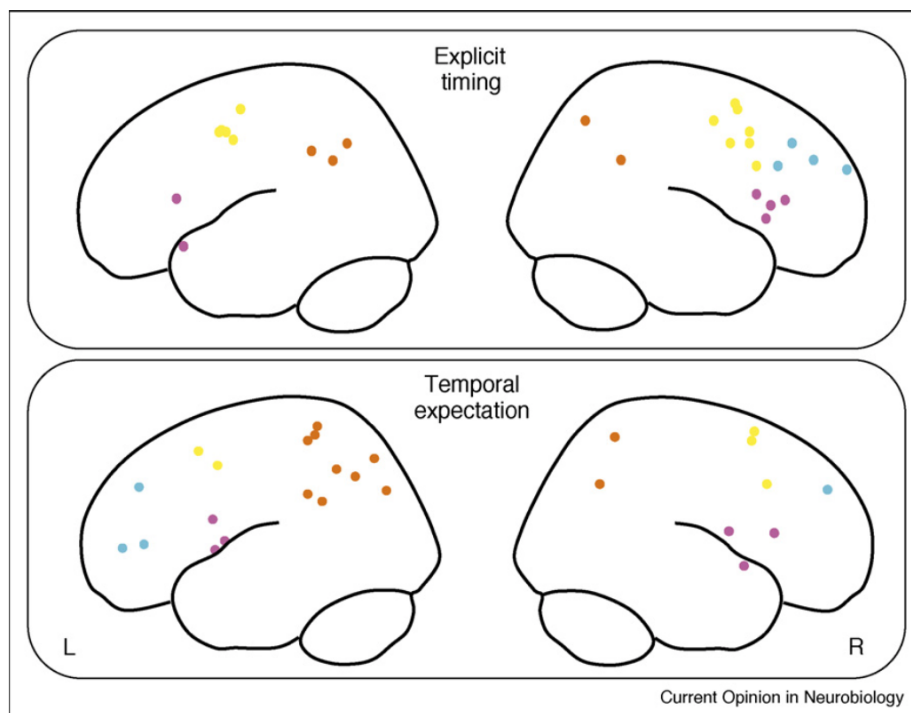 Explicit
timing
Temporal
expectation
L
R
Current Opinion in Neurobiology